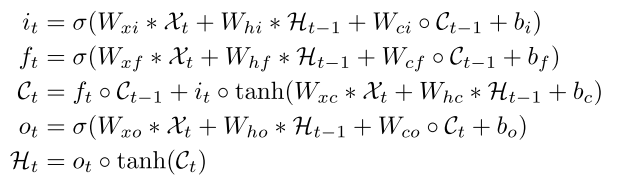 i_t = σ(W_{xi} ∗ 𝒳_t + W_{hi} ∗ ℋ_{t−1} + W_{ci} ∘ 𝒞_{t−1} + b_i)
f_t = σ(W_{xf} ∗ 𝒳_t + W_{hf} ∗ ℋ_{t−1} + W_{cf} ∘ 𝒞_{t−1} + b_f)
𝒞_t = f_t ∘ 𝒞_{t−1} + i_t ∘ tanh(W_{xc} ∗ 𝒳_t + W_{hc} ∗ ℋ_{t−1} + b_c)
o_t = σ(W_{xo} ∗ 𝒳_t + W_{ho} ∗ ℋ_{t−1} + W_{co} ∘ 𝒞_t + b_o)
ℋ_t = o_t ∘ tanh(𝒞_t)